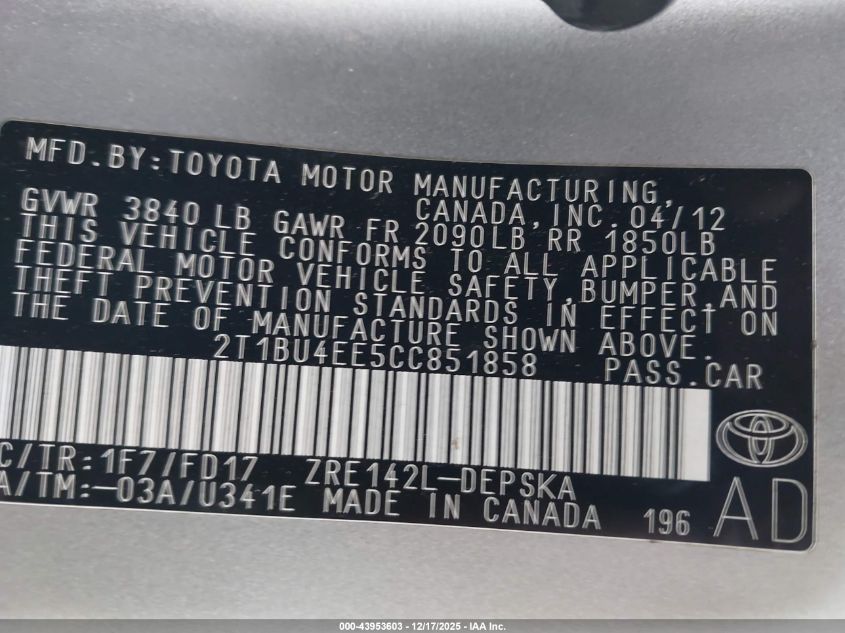 MFD.BY:TOYOTA MOTOR MANUFACTURING,
CANADA,INC. 04/12
GVWR 3840 LB GAWR FR 2090LB RR 1850LB
THIS VEHICLE CONFORMS TO ALL APPLICABLE
FEDERAL MOTOR VEHICLE SAFETY,BUMPER,AND
THEFT PREVENTION STANDARDS IN EFFECT ON
THE DATE OF MANUFACTURE SHOWN ABOVE.
2T1BU4EE5CC851858 PASS.CAR
C/TR:1F7/FD17 ZRE142L-DEPSKA
A/TM:-03A/U341E MADE IN CANADA 196 AD
000-43953603 - 12/17/2025 - IAA Inc.